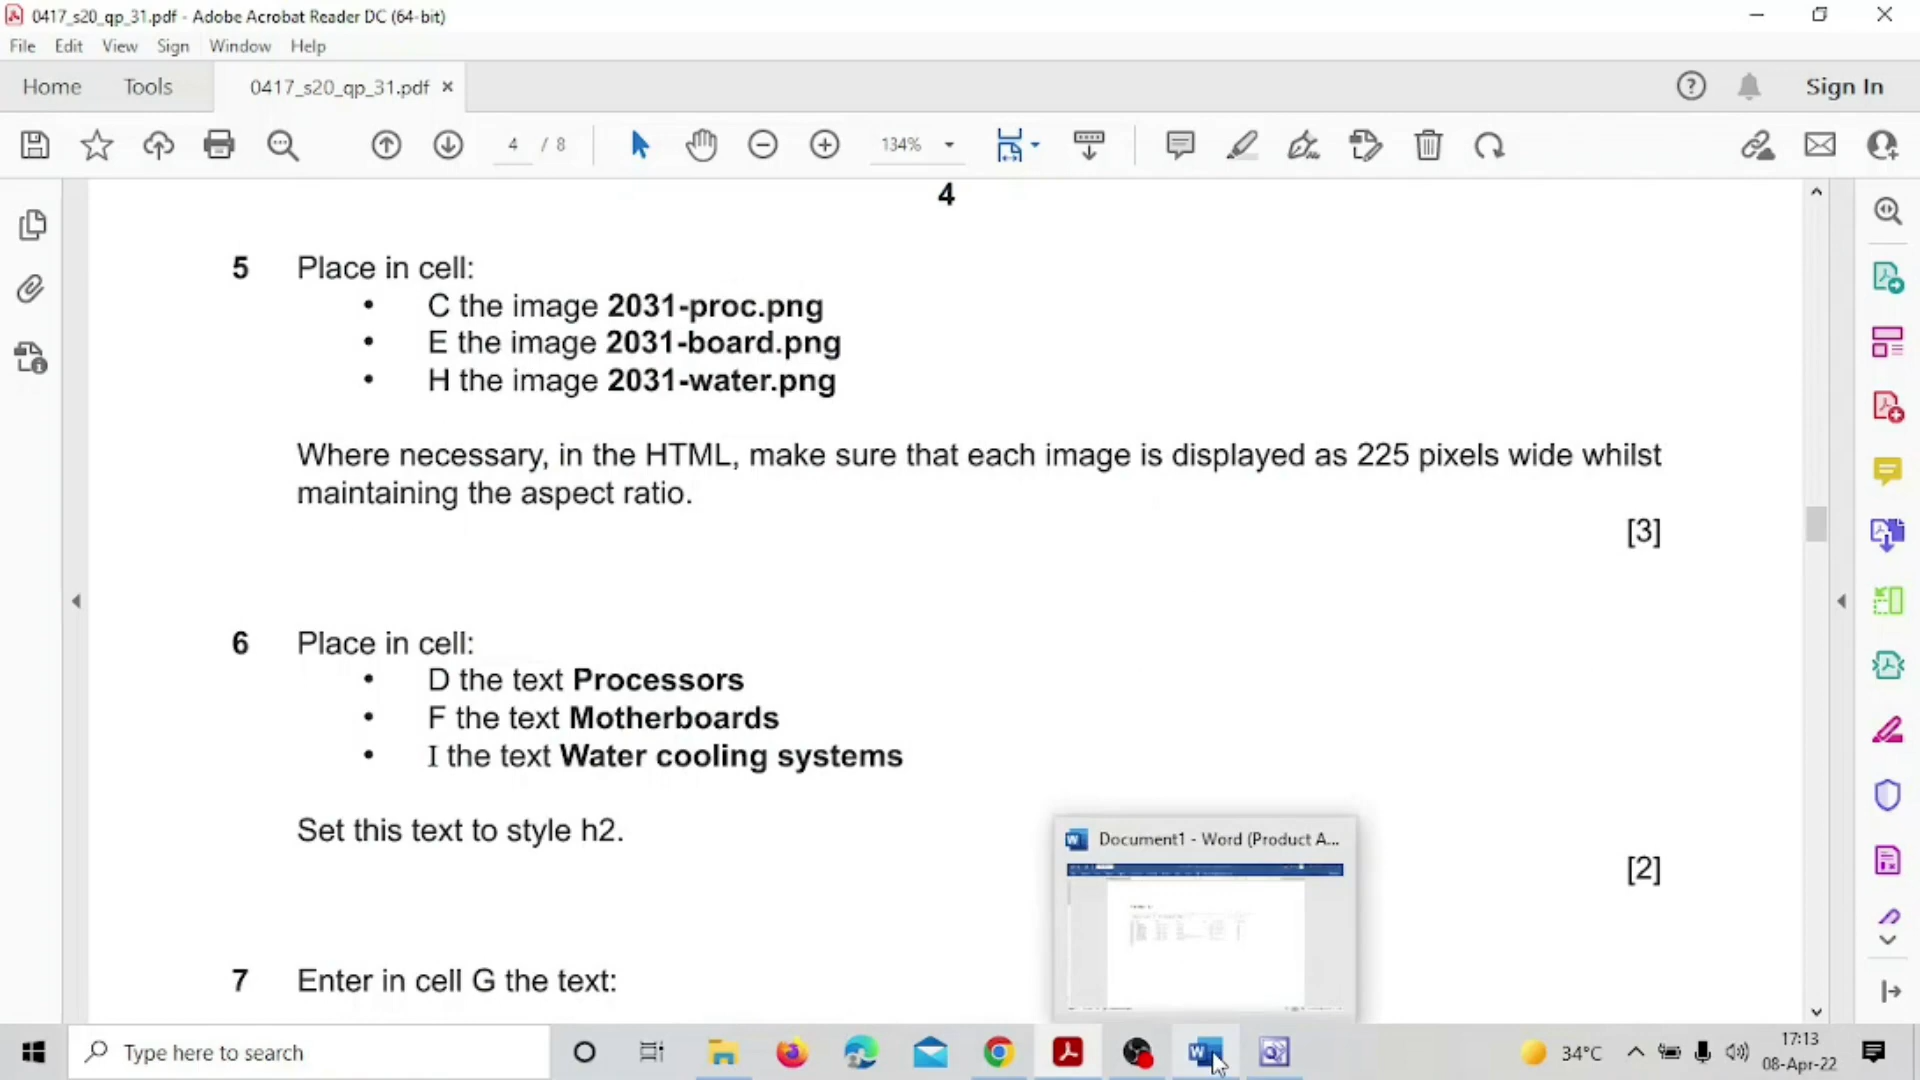 0417_s20_qp_31.pdf - Adobe Acrobat Reader DC (64-bit)
File Edit View Sign Window Help
Home Tools 0417_s20_qp_31.pdf × Sign In
4 / 8 134%
4
5 Place in cell:
• C the image 2031-proc.png
• E the image 2031-board.png
• H the image 2031-water.png
Where necessary, in the HTML, make sure that each image is displayed as 225 pixels wide whilst
maintaining the aspect ratio.
[3]
6 Place in cell:
• D the text Processors
• F the text Motherboards
• I the text Water cooling systems
Set this text to style h2.
Document1 - Word (Product A...
[2]
7 Enter in cell G the text:
Type here to search
34°C
17:13
08-Apr-22